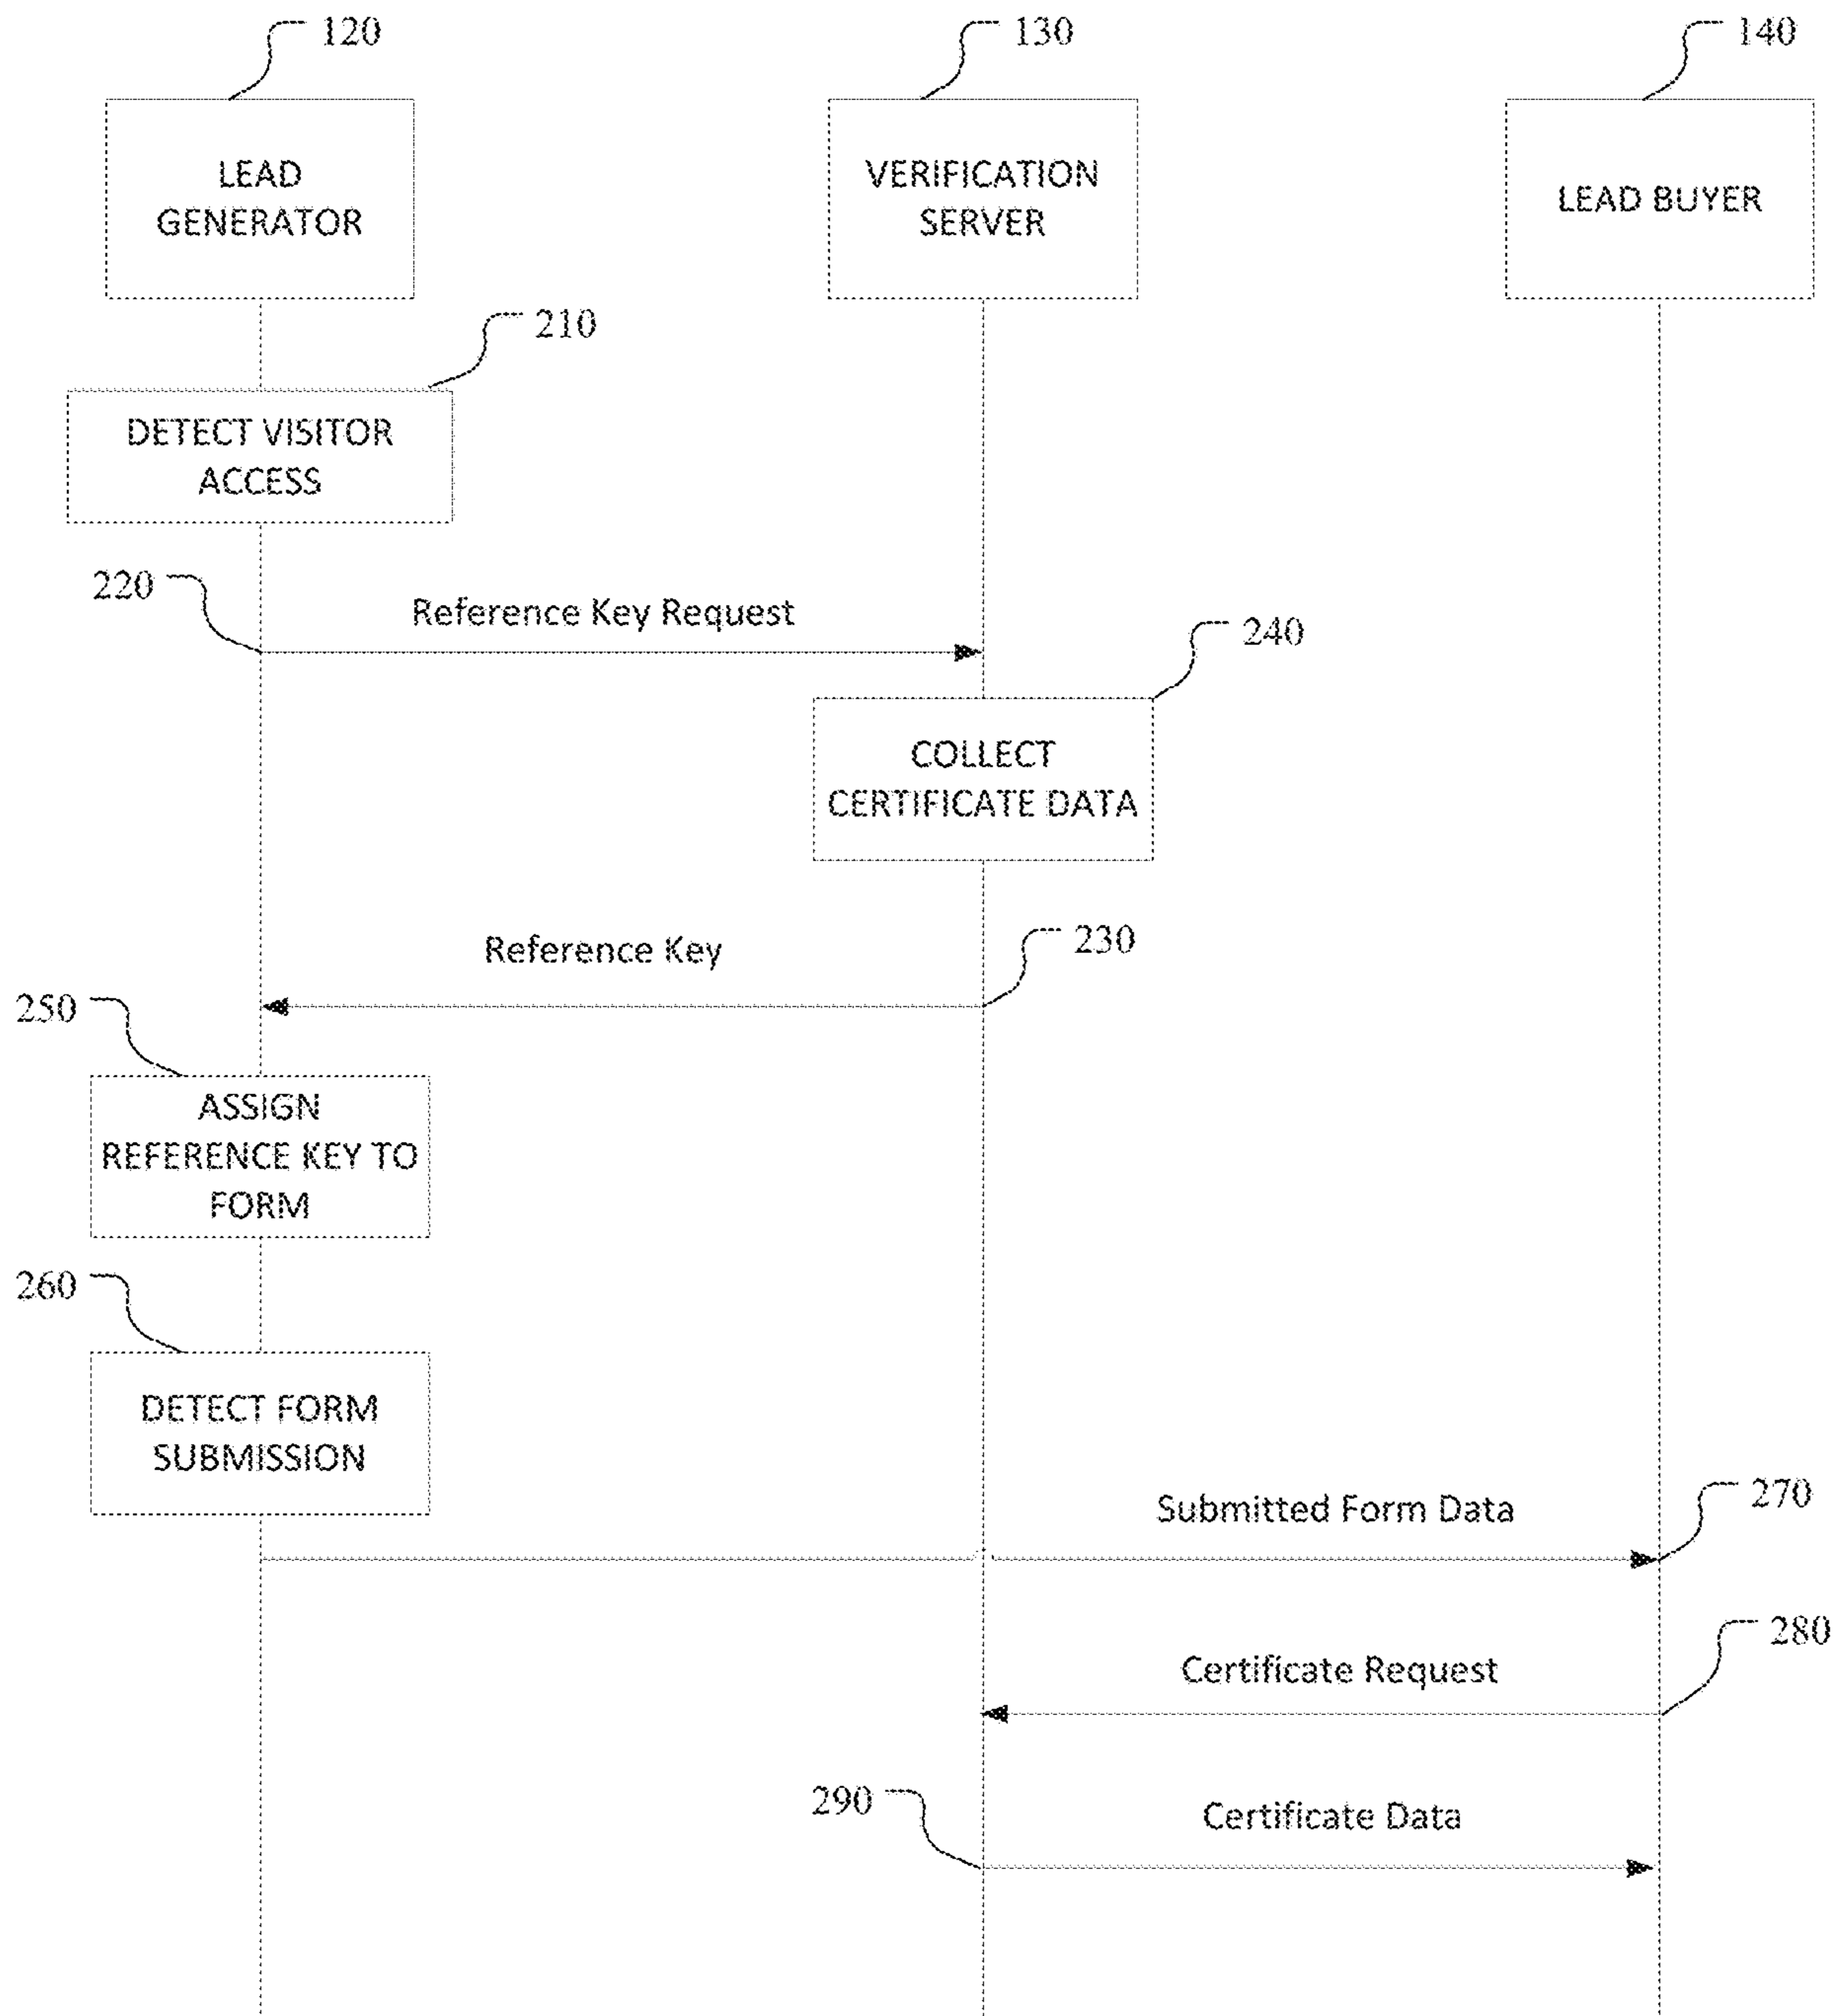 120
130
140
LEAD
GENERATOR
VERIFICATION
SERVER
LEAD BUYER
210
DETECT VISITOR
ACCESS
220
Reference Key Request
240
COLLECT
CERTIFICATE DATA
Reference Key
230
250
ASSIGN
REFERENCE KEY TO
FORM
260
DETECT FORM
SUBMISSION
Submitted Form Data
270
280
Certificate Request
290
Certificate Data